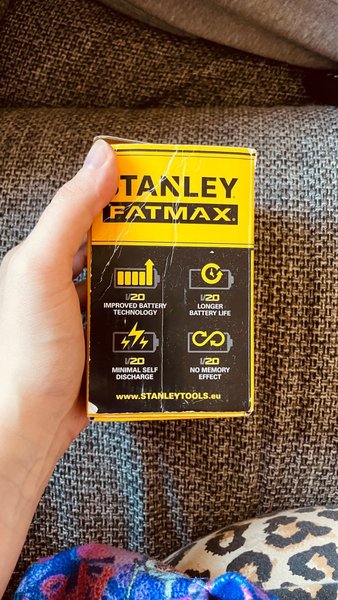 STANLEY
FATMAX.
V20
IMPROVED BATTERY
TECHNOLOGY
V20
LONGER
BATTERY LIFE
V20
MINIMAL SELF
DISCHARGE
V20
NO MEMORY
EFFECT
www.STANLEYTOOLS.eu